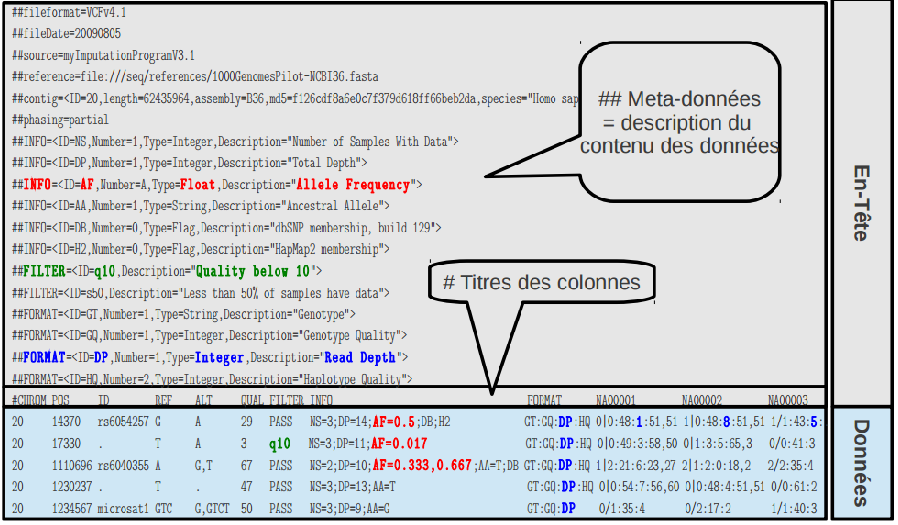 ##fileformat=VCFv4.1
##fileDate=20090805
##source=myImputationProgramV3.1
##reference=file:///seq/references/1000GenomesPilot-NCBI36.fasta
##contig=<ID=20,length=62435964,assembly=B36,md5=f126cdf8a6e0c7f379d618ff66beb2da,species="Homo sap
##phasing=partial
##INFO=<ID=NS,Number=1,Type=Integer,Description="Number of Samples With Data">
##INFO=<ID=DP,Number=1,Type=Integer,Description="Total Depth">
##INFO=<ID=AF,Number=A,Type=Float,Description="Allele Frequency">
##INFO=<ID=AA,Number=1,Type=String,Description="Ancestral Allele">
##INFO=<ID=DB,Number=0,Type=Flag,Description="dbSNP membership, build 129">
##INFO=<ID=H2,Number=0,Type=Flag,Description="HapMap2 membership">
##FILTER=<ID=q10,Description="Quality below 10">
##FILTER=<ID=s50,Description="Less than 50% of samples have data">
##FORMAT=<ID=GT,Number=1,Type=String,Description="Genotype">
##FORMAT=<ID=GQ,Number=1,Type=Integer,Description="Genotype Quality">
##FORMAT=<ID=DP,Number=1,Type=Integer,Description="Read Depth">
##FORMAT=<ID=HQ,Number=2,Type=Integer,Description="Haplotype Quality">
## Meta-données
= description du
contenu des données
# Titres des colonnes
En-Tête
#CHROM POS ID REF ALT QUAL FILTER INFO FORMAT NA00001 NA00002 NA00003
20 14370 rs6054257 G A 29 PASS NS=3;DP=14;AF=0.5;DB;H2 GT:GQ:DP:HQ 0|0:48:1:51,51 1|0:48:8:51,51 1/1:43:5:
20 17330 . T A 3 q10 NS=3;DP=11;AF=0.017 GT:GQ:DP:HQ 0|0:49:3:58,50 0|1:3:5:65,3 0/0:41:3
20 1110696 rs6040355 A G,T 67 PASS NS=2;DP=10;AF=0.333,0.667;AA=T;DB GT:GQ:DP:HQ 1|2:21:6:23,27 2|1:2:0:18,2 2/2:35:4
20 1230237 . T . 47 PASS NS=3;DP=13;AA=T GT:GQ:DP:HQ 0|0:54:7:56,60 0|0:48:4:51,51 0/0:61:2
20 1234567 microsat1 GTC G,GTCT 50 PASS NS=3;DP=9;AA=G GT:GQ:DP 0/1:35:4 0/2:17:2 1/1:40:3
Données